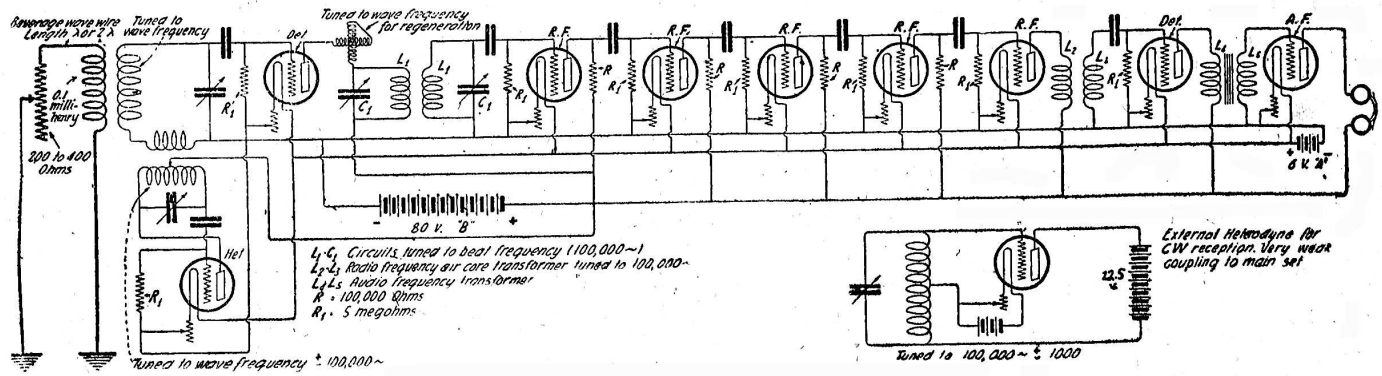 Beverage wave wire
Length λ or 2 λ
Tuned to
wave frequency
0.1
milli-
henry
200 to 400
Ohms
R₁
Det.
Tuned to wave frequency
for regeneration
C₁
L₁
L₁
C₁
R₁
R.F.
R
R₁
R.F.
R
R₁
R.F.
R
R₁
R.F.
R
R₁
R.F.
L₂
L₃
R₁
Det.
L₄
L₅
A.F.
+ -
6 V. "A"
Het
R₁
- +
80 V. "B"
L₁-C₁ Circuits tuned to beat frequency (100,000~)
L₂-L₃ Radio frequency air core transformer tuned to 100,000~
L₄L₅ Audio frequency transformer
R = 100,000 Ohms
R₁ = 5 megohms
Tuned to wave frequency ± 100,000~
22.5
v.
External Heterodyne for
CW reception. Very weak
coupling to main set
Tuned to 100,000~ ± 1000